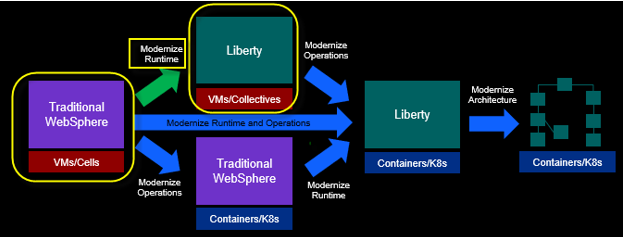 Modernize
Runtime
Liberty
VMs/Collectives
Modernize
Operations
Traditional
WebSphere
VMs/Cells
Modernize Runtime and Operations
Modernize
Operations
Traditional
WebSphere
Containers/K8s
Modernize
Runtime
Liberty
Containers/K8s
Modernize
Architecture
Containers/K8s